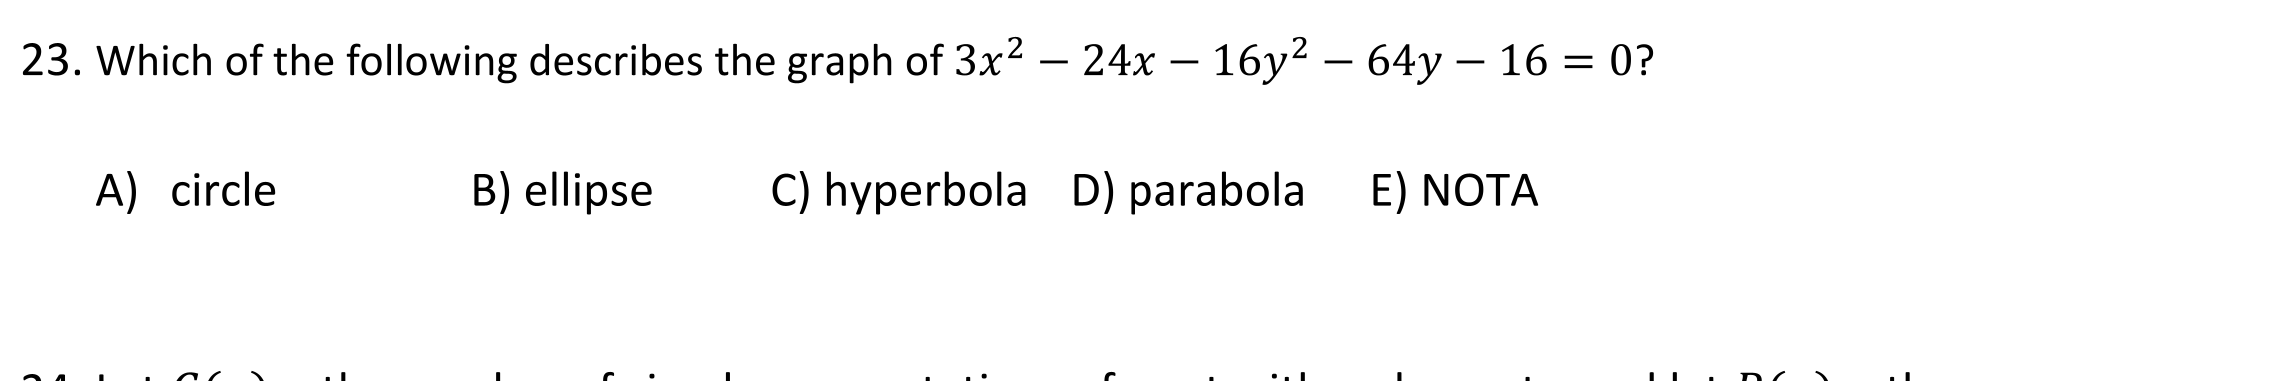 23. Which of the following describes the graph of 3x² − 24x − 16y² − 64y − 16 = 0?
A) circle B) ellipse C) hyperbola D) parabola E) NOTA